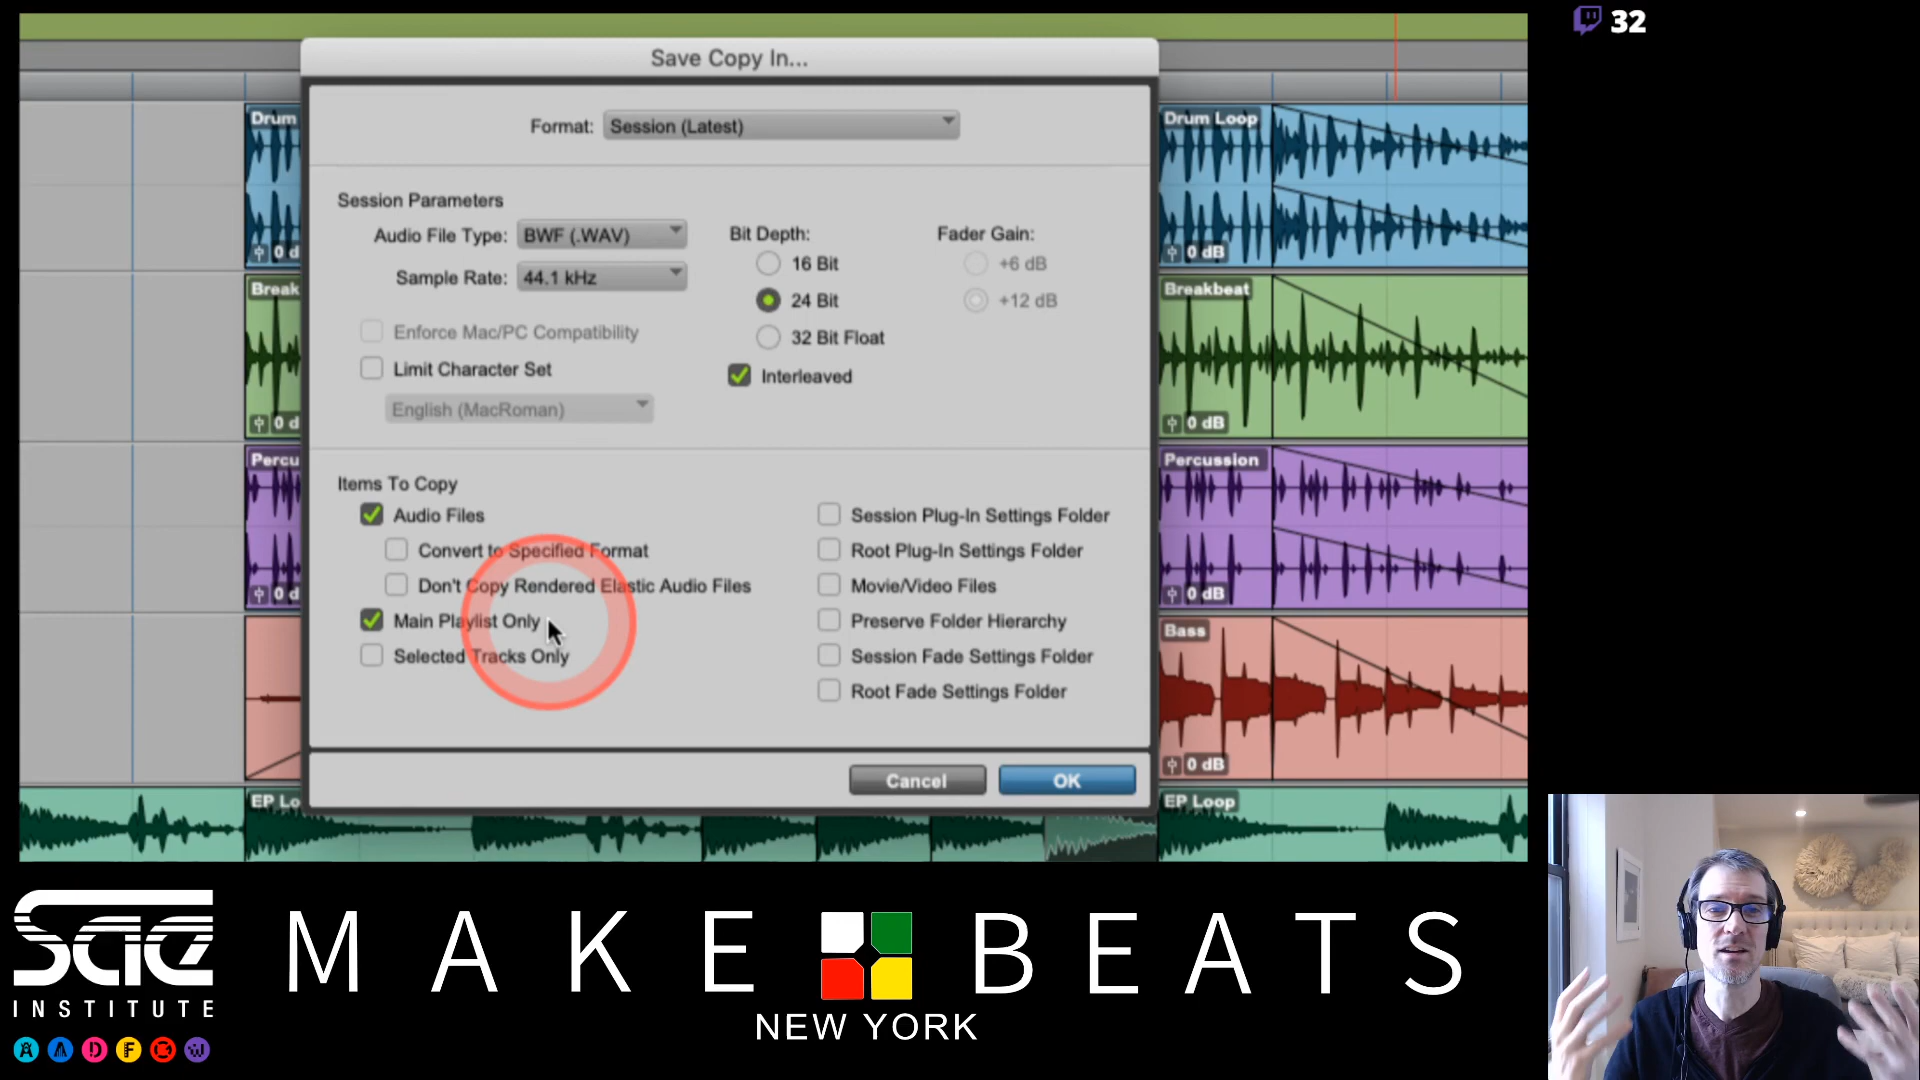 32
Save Copy In...
Format: Session (Latest)
Session Parameters
Audio File Type: BWF (.WAV)
Sample Rate: 44.1 kHz
Enforce Mac/PC Compatibility
Limit Character Set
English (MacRoman)
Bit Depth:
16 Bit
24 Bit
32 Bit Float
Interleaved
Fader Gain:
+6 dB
+12 dB
Items To Copy
Audio Files
Convert to Specified Format
Don't Copy Rendered Elastic Audio Files
Main Playlist Only
Selected Tracks Only
Session Plug-In Settings Folder
Root Plug-In Settings Folder
Movie/Video Files
Preserve Folder Hierarchy
Session Fade Settings Folder
Root Fade Settings Folder
Cancel
OK
Drum
0 d
Break
0 d
Percu
0 d
EP Lo
Drum Loop
0 dB
Breakbeat
0 dB
Percussion
0 dB
Bass
0 dB
EP Loop
sae
INSTITUTE
A A D F W
MAKE BEATS
NEW YORK